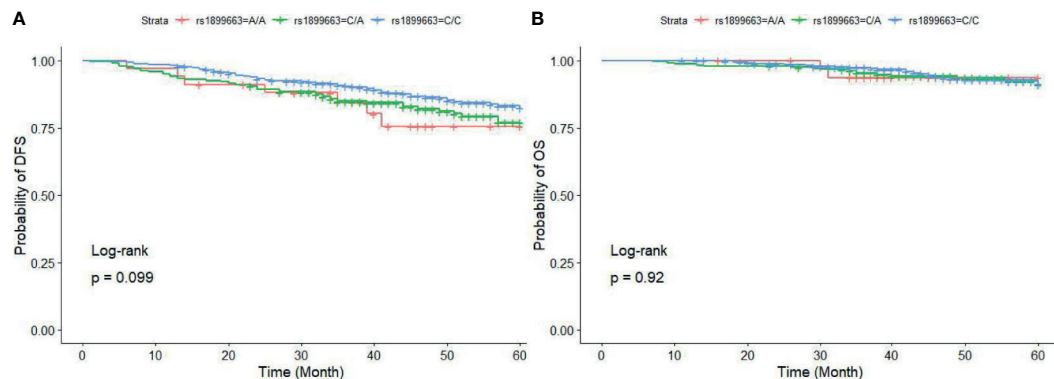 A
Strata rs1899663=A/A rs1899663=C/A rs1899663=C/C
Probability of DFS
1.00
0.75
0.50
0.25
0.00
Log-rank
p = 0.099
0 10 20 30 40 50 60
Time (Month)
B
Strata rs1899663=A/A rs1899663=C/A rs1899663=C/C
Probability of OS
1.00
0.75
0.50
0.25
0.00
Log-rank
p = 0.92
0 10 20 30 40 50 60
Time (Month)